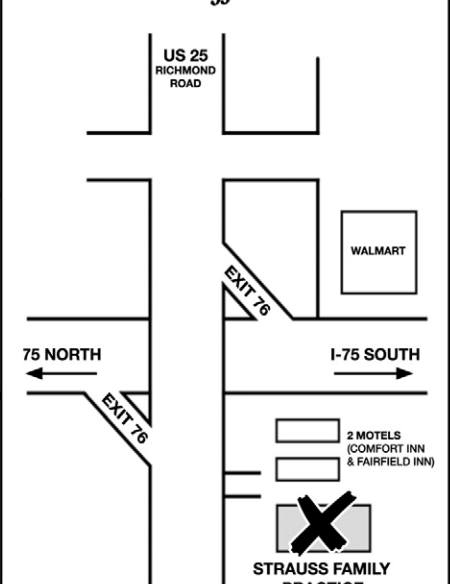 US 25
RICHMOND
ROAD
WALMART
EXIT 76
75 NORTH
I-75 SOUTH
EXIT 76
2 MOTELS
(COMFORT INN
& FAIRFIELD INN)
STRAUSS FAMILY
PRACTICE